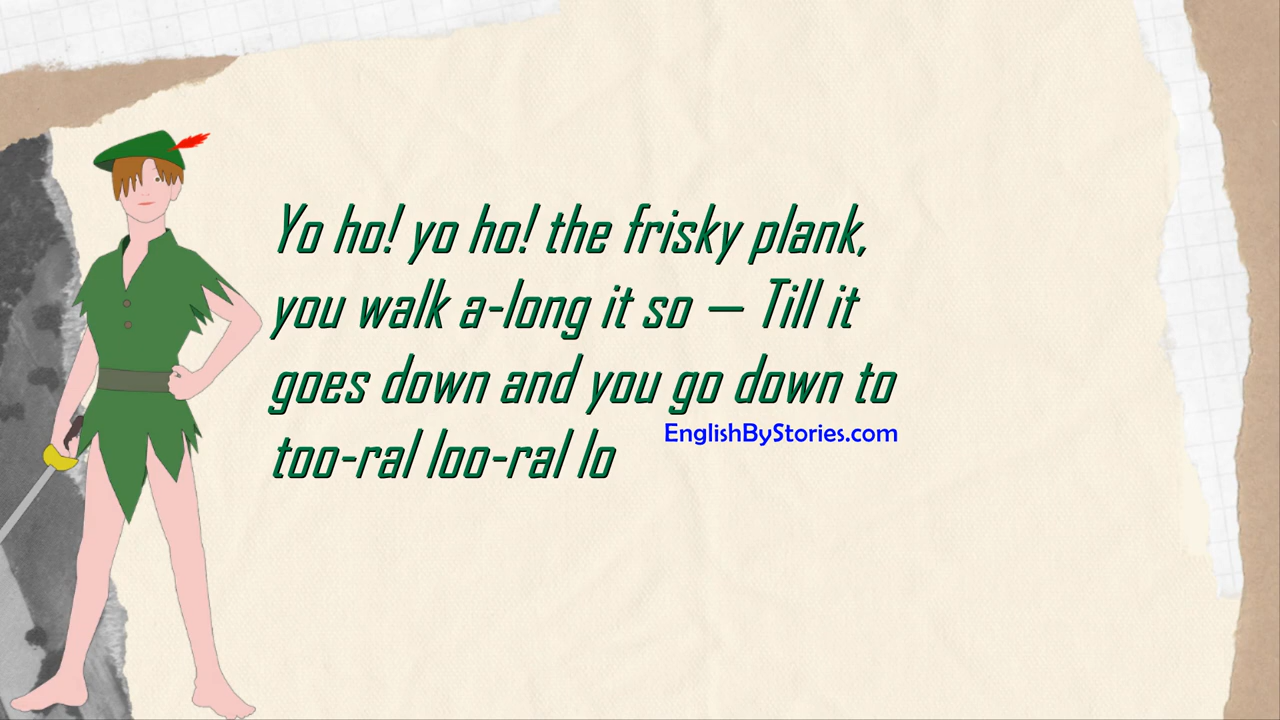 Yo ho! yo ho! the frisky plank,
you walk a-long it so — Till it
goes down and you go down to
too-ral loo-ral lo
EnglishByStories.com